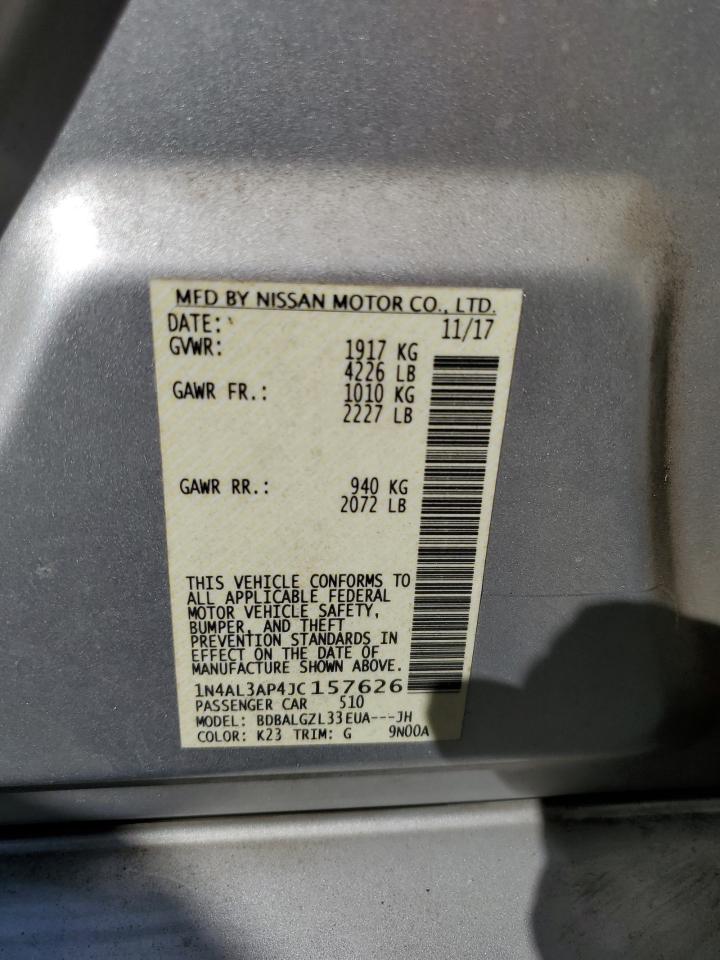 MFD BY NISSAN MOTOR CO., LTD.
DATE: 11/17
GVWR: 1917 KG
4226 LB
GAWR FR.: 1010 KG
2227 LB
GAWR RR.: 940 KG
2072 LB
THIS VEHICLE CONFORMS TO
ALL APPLICABLE FEDERAL
MOTOR VEHICLE SAFETY,
BUMPER, AND THEFT
PREVENTION STANDARDS IN
EFFECT ON THE DATE OF
MANUFACTURE SHOWN ABOVE.
1N4AL3AP4JC157626
PASSENGER CAR 510
MODEL: BDBALGZL33EUA---JH
COLOR: K23 TRIM: G 9N00A